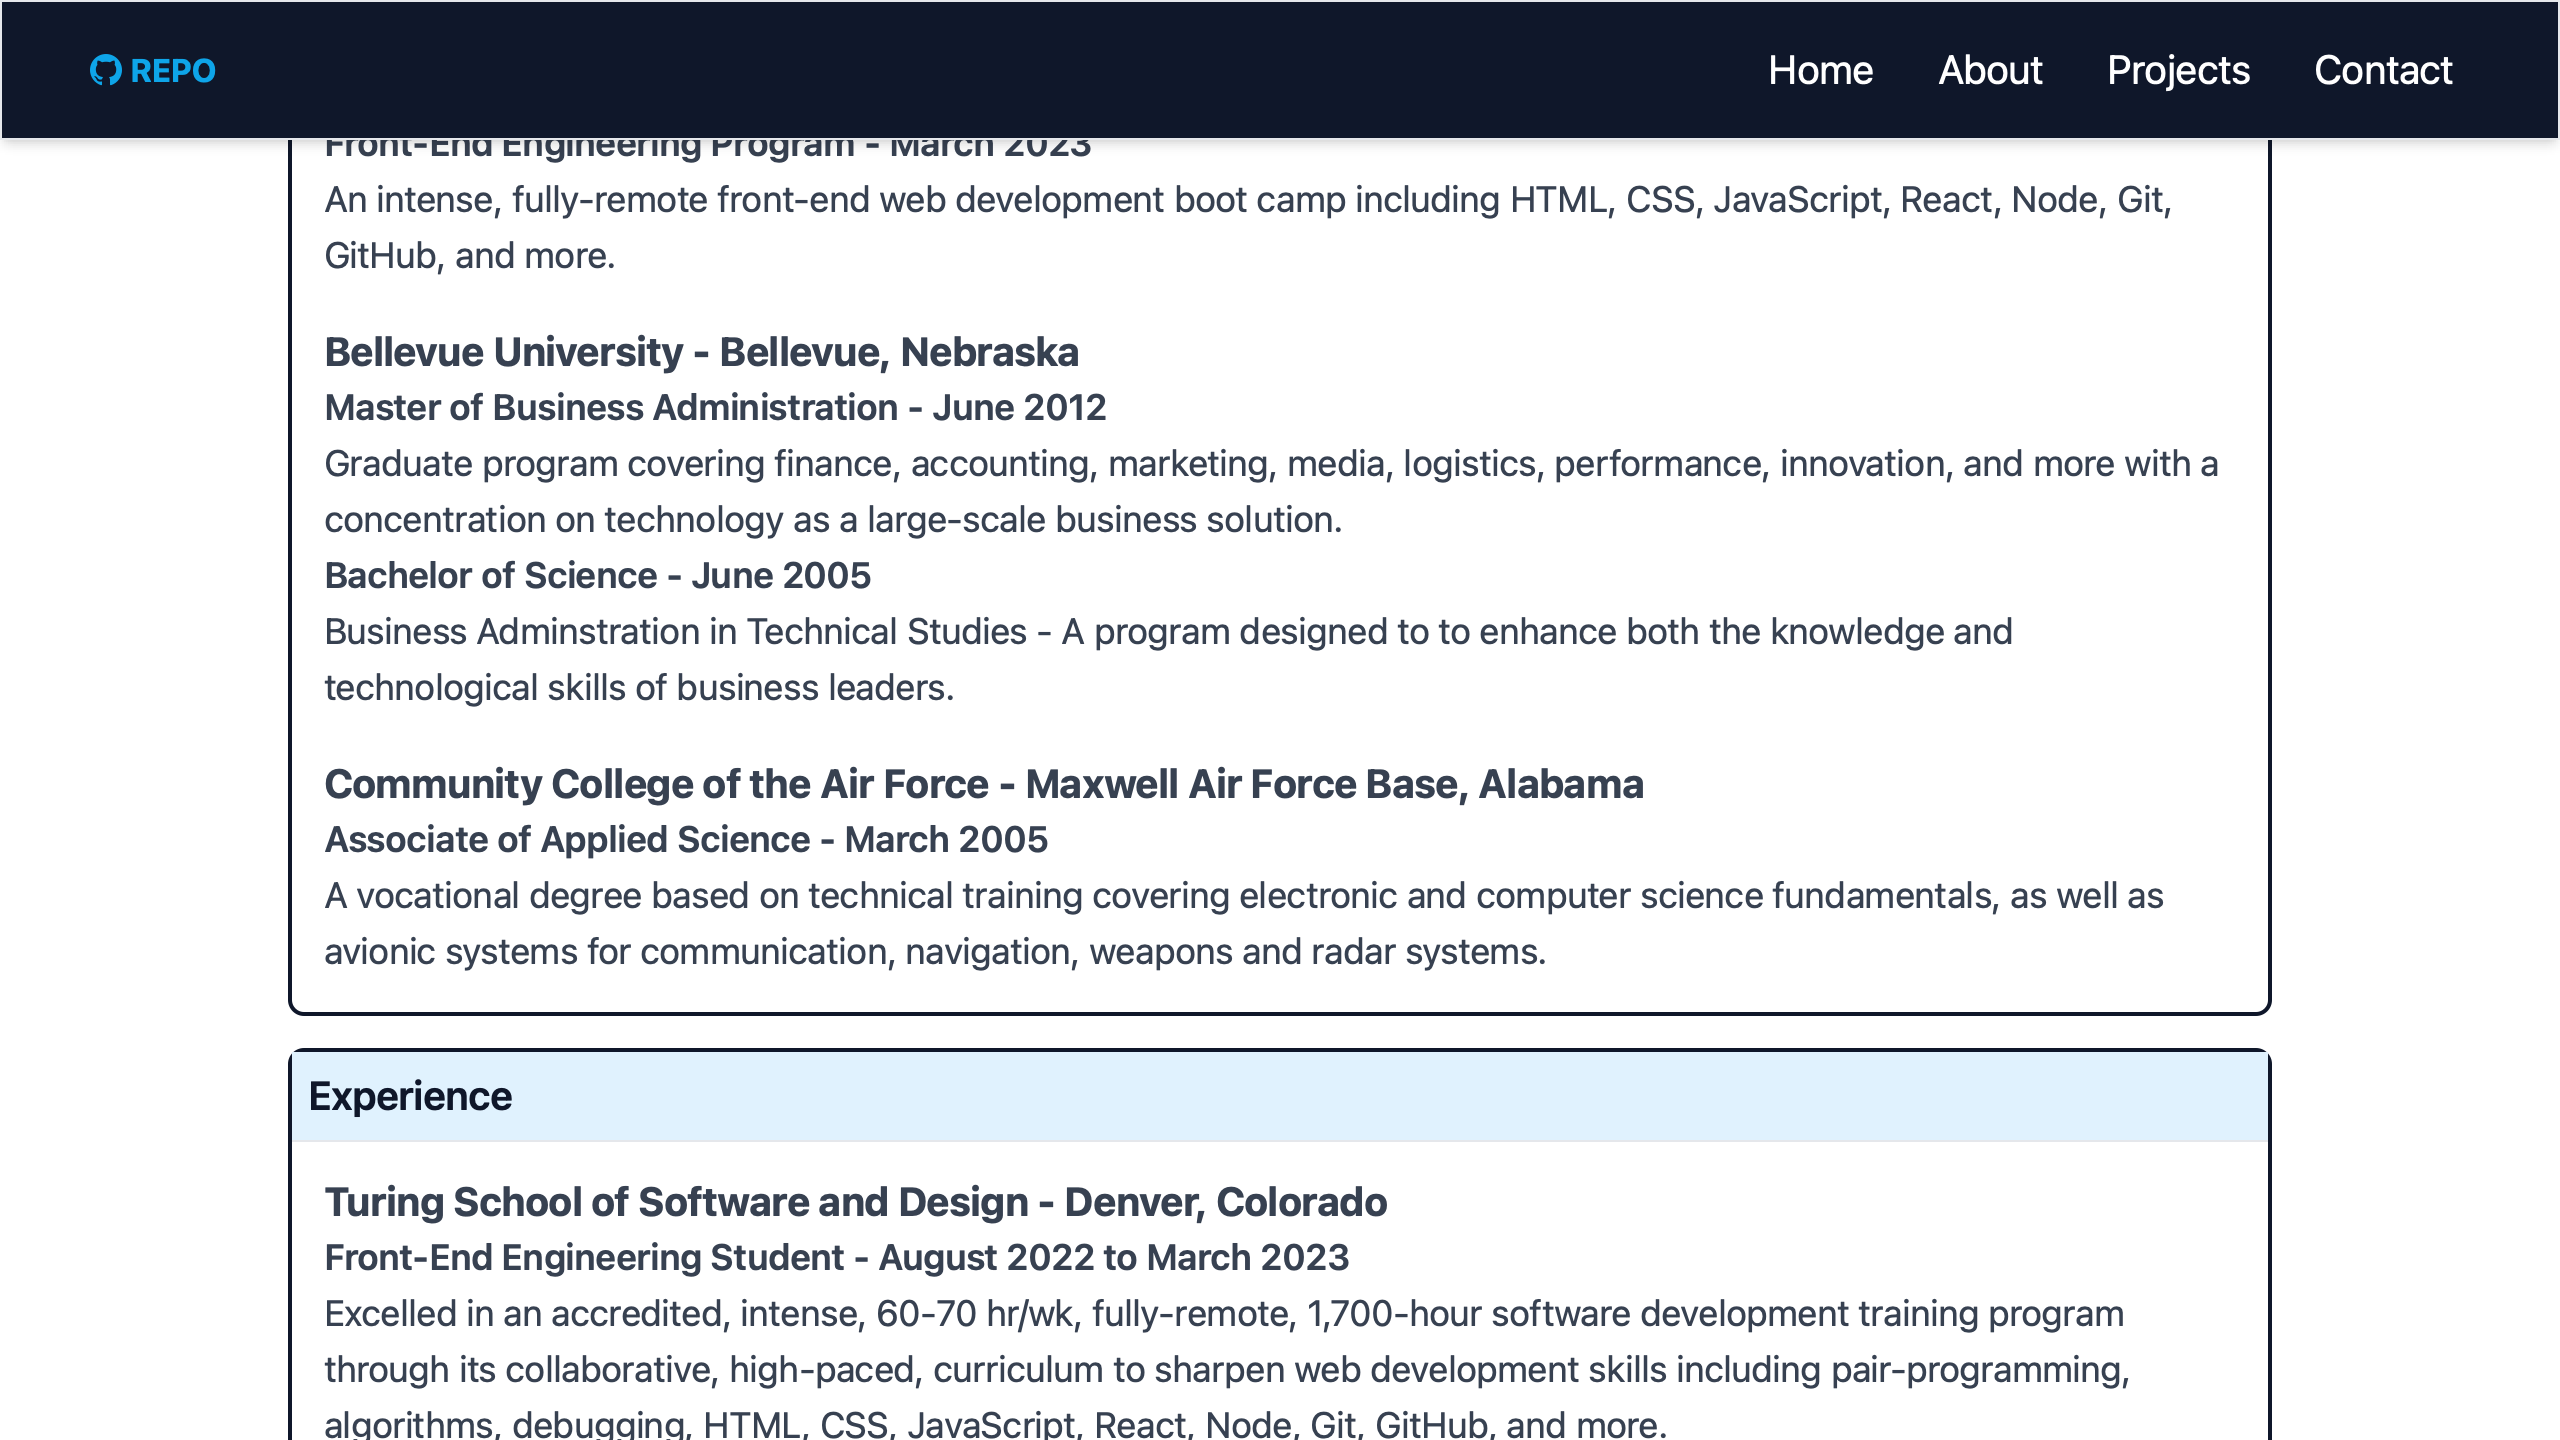 REPO
Home About Projects Contact
Front-End Engineering Program - March 2023
An intense, fully-remote front-end web development boot camp including HTML, CSS, JavaScript, React, Node, Git,
GitHub, and more.
Bellevue University - Bellevue, Nebraska
Master of Business Administration - June 2012
Graduate program covering finance, accounting, marketing, media, logistics, performance, innovation, and more with a
concentration on technology as a large-scale business solution.
Bachelor of Science - June 2005
Business Adminstration in Technical Studies - A program designed to to enhance both the knowledge and
technological skills of business leaders.
Community College of the Air Force - Maxwell Air Force Base, Alabama
Associate of Applied Science - March 2005
A vocational degree based on technical training covering electronic and computer science fundamentals, as well as
avionic systems for communication, navigation, weapons and radar systems.
Experience
Turing School of Software and Design - Denver, Colorado
Front-End Engineering Student - August 2022 to March 2023
Excelled in an accredited, intense, 60-70 hr/wk, fully-remote, 1,700-hour software development training program
through its collaborative, high-paced, curriculum to sharpen web development skills including pair-programming,
algorithms, debugging, HTML, CSS, JavaScript, React, Node, Git, GitHub, and more.